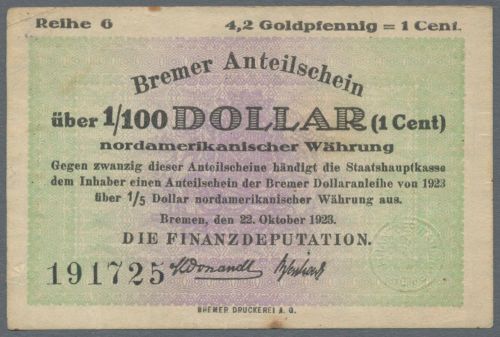 Reihe 6 4,2 Goldpfennig = 1 Cent.
Bremer Anteilschein
über 1/100 DOLLAR (1 Cent)
nordamerikanischer Währung
Gegen zwanzig dieser Anteilscheine händigt die Staatshauptkasse
dem Inhaber einen Anteilschein der Bremer Dollaranleihe von 1923
über 1/5 Dollar nordamerikanischer Währung aus.
Bremen, den 22. Oktober 1923.
DIE FINANZDEPUTATION.
191725
BREMER DRUCKEREI A. G.